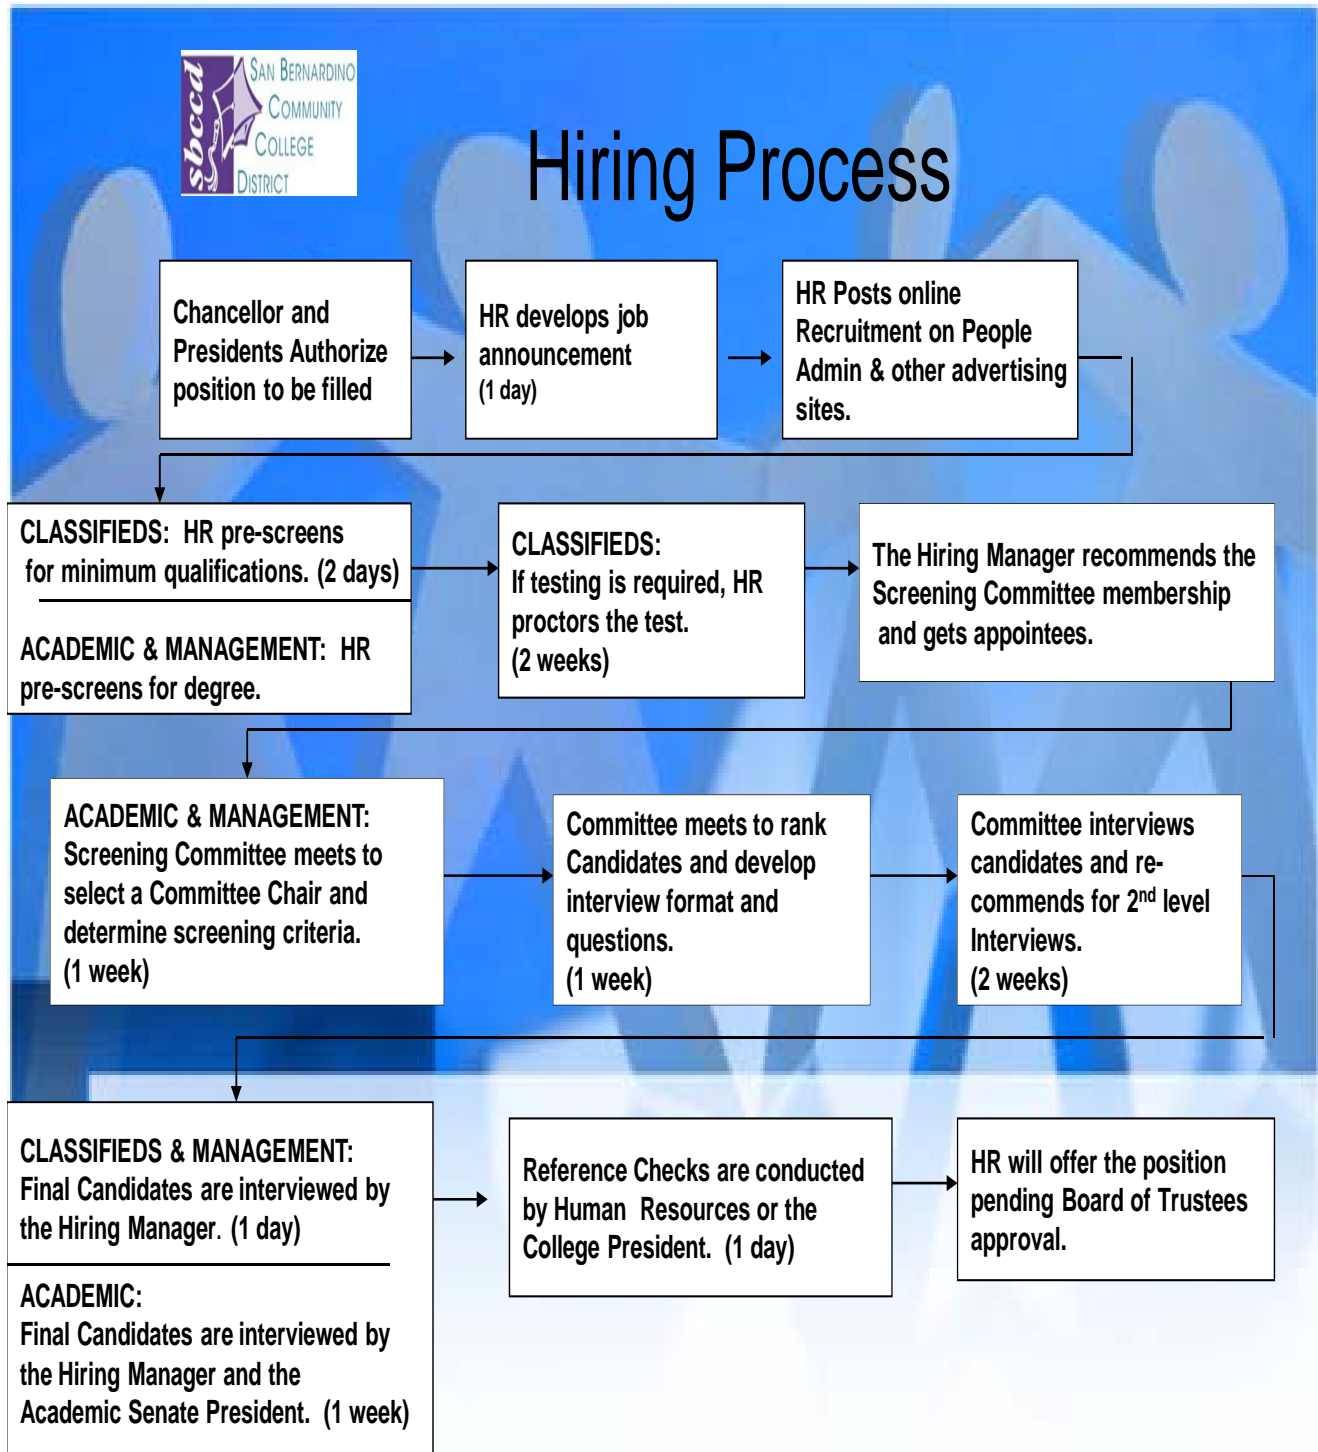 sbccd
SAN BERNARDINO
COMMUNITY
COLLEGE
DISTRICT
Hiring Process
Chancellor and
Presidents Authorize
position to be filled
HR develops job
announcement
(1 day)
HR Posts online
Recruitment on People
Admin & other advertising
sites.
CLASSIFIEDS: HR pre-screens
for minimum qualifications. (2 days)
ACADEMIC & MANAGEMENT: HR
pre-screens for degree.
CLASSIFIEDS:
If testing is required, HR
proctors the test.
(2 weeks)
The Hiring Manager recommends the
Screening Committee membership
and gets appointees.
ACADEMIC & MANAGEMENT:
Screening Committee meets to
select a Committee Chair and
determine screening criteria.
(1 week)
Committee meets to rank
Candidates and develop
interview format and
questions.
(1 week)
Committee interviews
candidates and re-
commends for 2nd level
Interviews.
(2 weeks)
CLASSIFIEDS & MANAGEMENT:
Final Candidates are interviewed by
the Hiring Manager. (1 day)
ACADEMIC:
Final Candidates are interviewed by
the Hiring Manager and the
Academic Senate President. (1 week)
Reference Checks are conducted
by Human Resources or the
College President. (1 day)
HR will offer the position
pending Board of Trustees
approval.